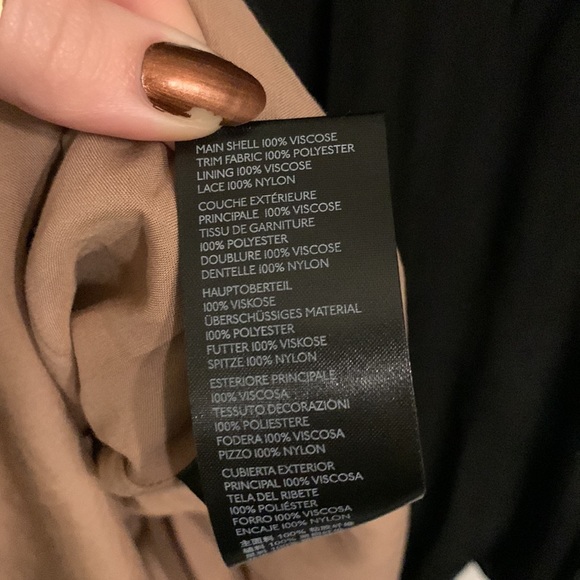 MAIN SHELL 100% VISCOSE
TRIM FABRIC 100% POLYESTER
LINING 100% VISCOSE
LACE 100% NYLON
COUCHE EXTÉRIEURE
PRINCIPALE 100% VISCOSE
TISSU DE GARNITURE
100% POLYESTER
DOUBLURE 100% VISCOSE
DENTELLE 100% NYLON
HAUPTOBERTEIL
100% VISKOSE
ÜBERSCHÜSSIGES MATERIAL
100% POLYESTER
FUTTER 100% VISKOSE
SPITZE 100% NYLON
ESTERIORE PRINCIPALE
100% VISCOSA
TESSUTO DECORAZIONI
100% POLIESTERE
FODERA 100% VISCOSA
PIZZO 100% NYLON
CUBIERTA EXTERIOR
PRINCIPAL 100% VISCOSA
TELA DEL RIBETE
100% POLIÉSTER
FORRO 100% VISCOSA
ENCAJE 100% NYLON
100%
100%